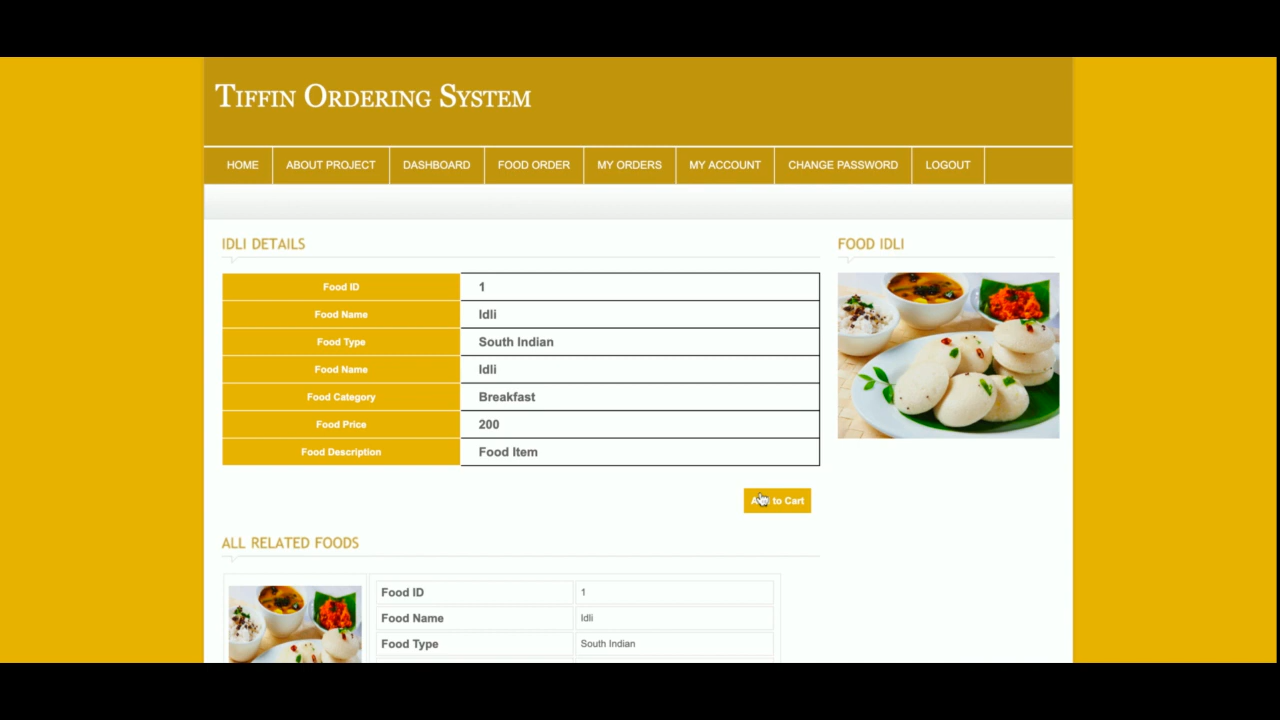 TIFFIN ORDERING SYSTEM
HOME ABOUT PROJECT DASHBOARD FOOD ORDER MY ORDERS MY ACCOUNT CHANGE PASSWORD LOGOUT
IDLI DETAILS
Food ID 1
Food Name Idli
Food Type South Indian
Food Name Idli
Food Category Breakfast
Food Price 200
Food Description Food Item
Add to Cart
FOOD IDLI
ALL RELATED FOODS
Food ID 1
Food Name Idli
Food Type South Indian